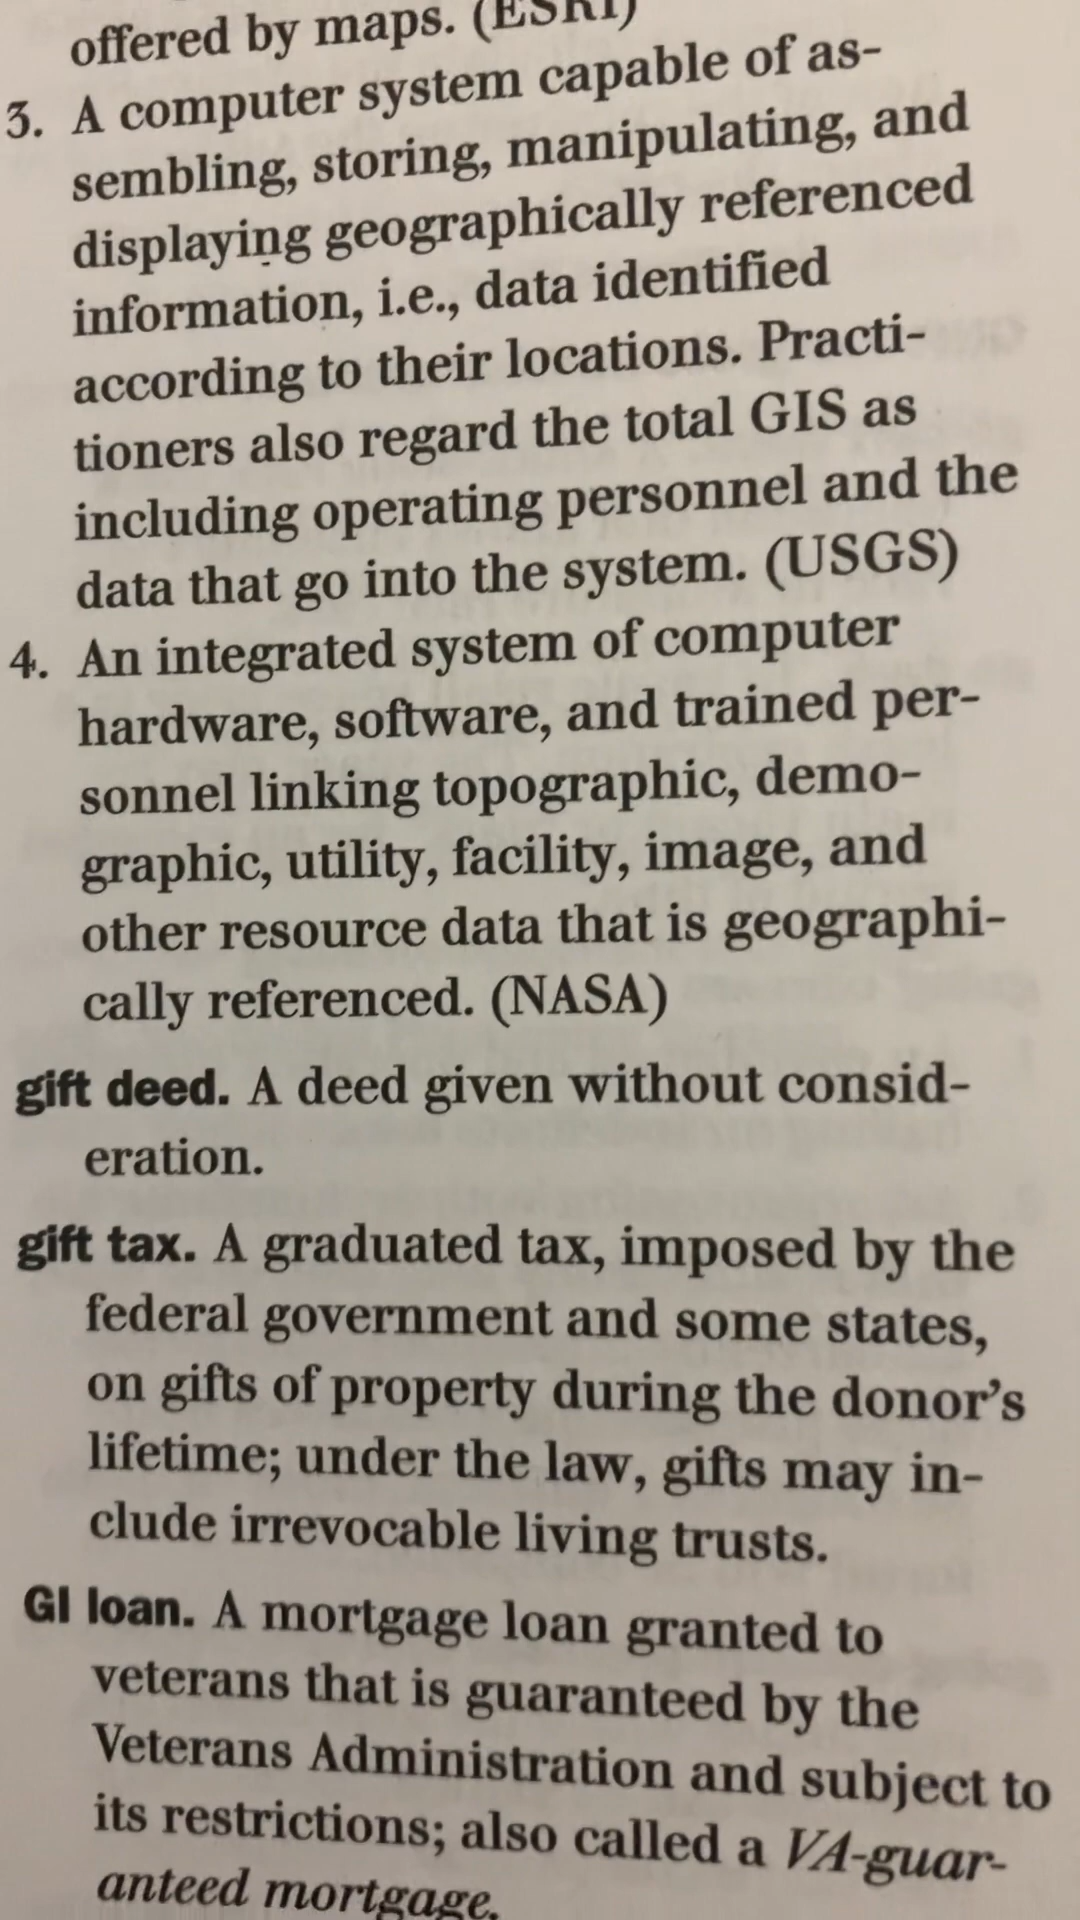 offered by maps. (ESRI)
3. A computer system capable of as-
sembling, storing, manipulating, and
displaying geographically referenced
information, i.e., data identified
according to their locations. Practi-
tioners also regard the total GIS as
including operating personnel and the
data that go into the system. (USGS)
4. An integrated system of computer
hardware, software, and trained per-
sonnel linking topographic, demo-
graphic, utility, facility, image, and
other resource data that is geographi-
cally referenced. (NASA)
gift deed. A deed given without consid-
eration.
gift tax. A graduated tax, imposed by the
federal government and some states,
on gifts of property during the donor's
lifetime; under the law, gifts may in-
clude irrevocable living trusts.
GI loan. A mortgage loan granted to
veterans that is guaranteed by the
Veterans Administration and subject to
its restrictions; also called a VA-guar-
anteed mortgage.